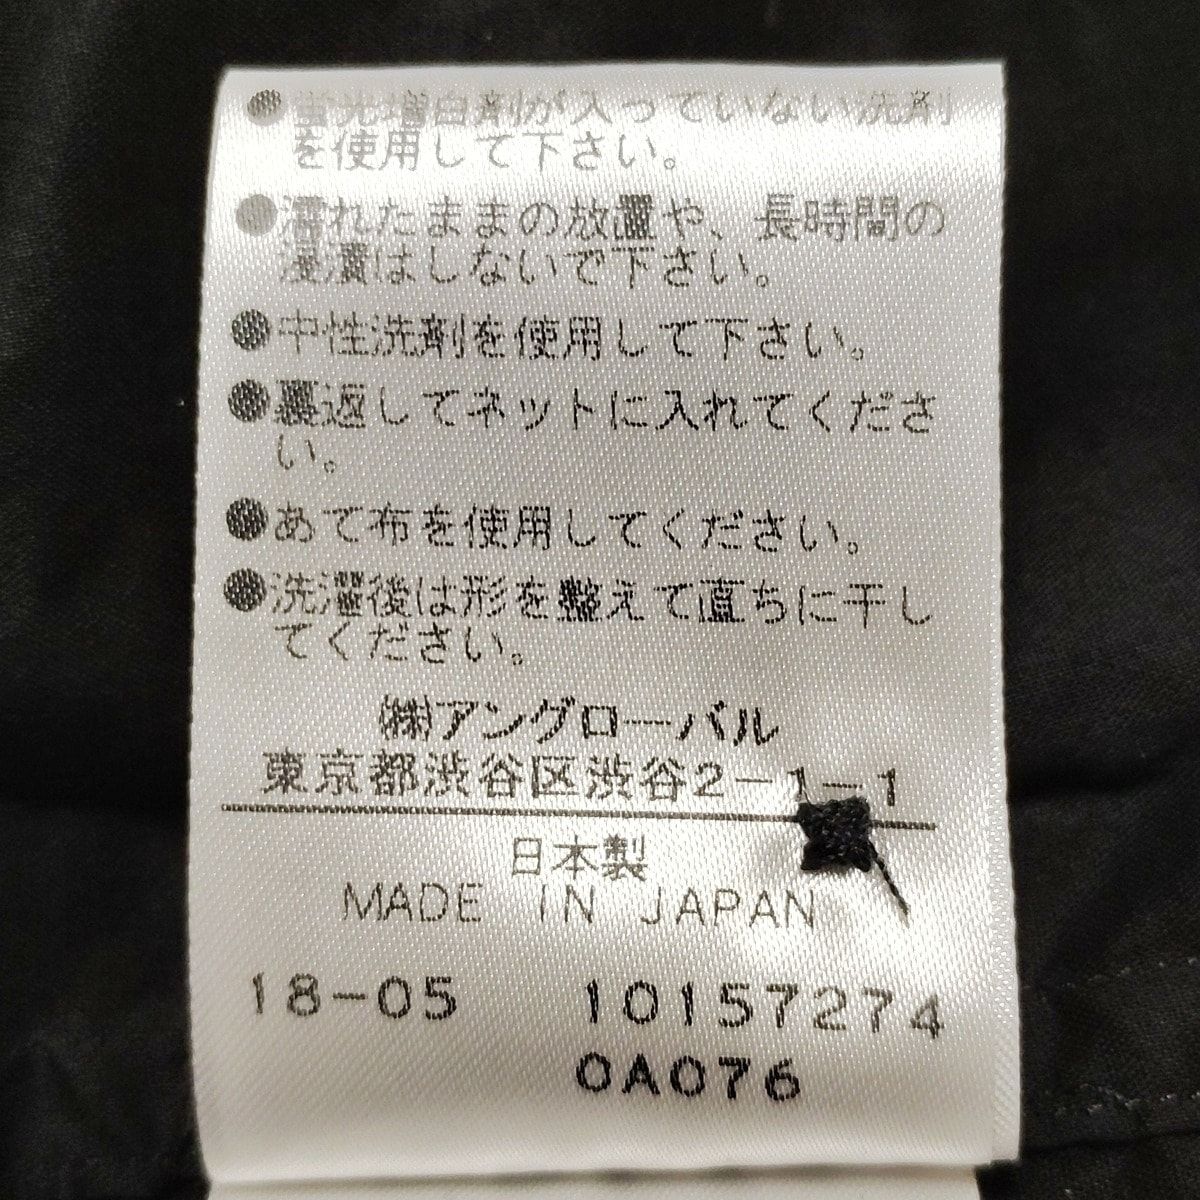 ●蛍光増白剤が入っていない洗剤
を使用して下さい。
●濡れたままの放置や、長時間の
浸漬はしないで下さい。
●中性洗剤を使用して下さい。
●裏返してネットに入れてくださ
い。
●あて布を使用してください。
●洗濯後は形を整えて直ちに干し
てください。
㈱アングローバル
東京都渋谷区渋谷2-1-1
日本製
MADE IN JAPAN
18-05 10157274
0A076